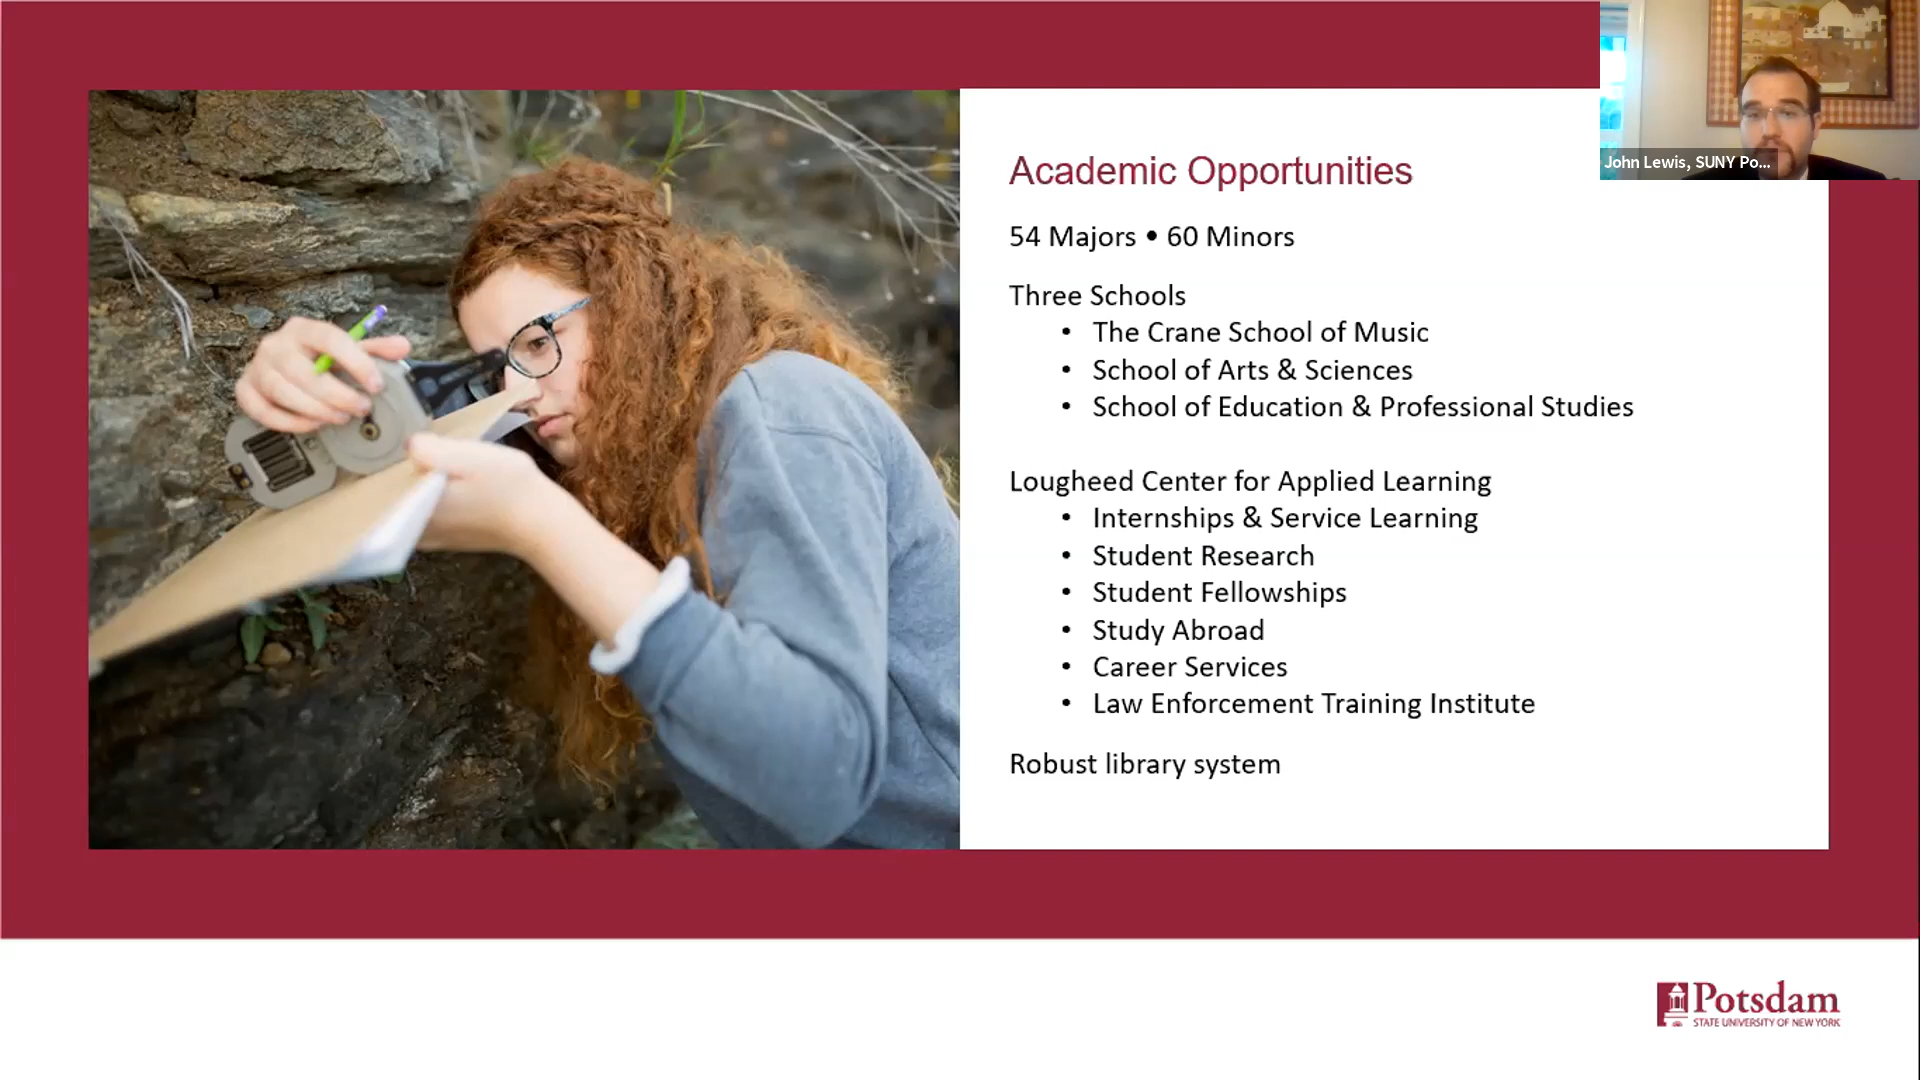 John Lewis, SUNY Po...
Academic Opportunities
54 Majors • 60 Minors
Three Schools
• The Crane School of Music
• School of Arts & Sciences
• School of Education & Professional Studies
Lougheed Center for Applied Learning
• Internships & Service Learning
• Student Research
• Student Fellowships
• Study Abroad
• Career Services
• Law Enforcement Training Institute
Robust library system
Potsdam
STATE UNIVERSITY OF NEW YORK